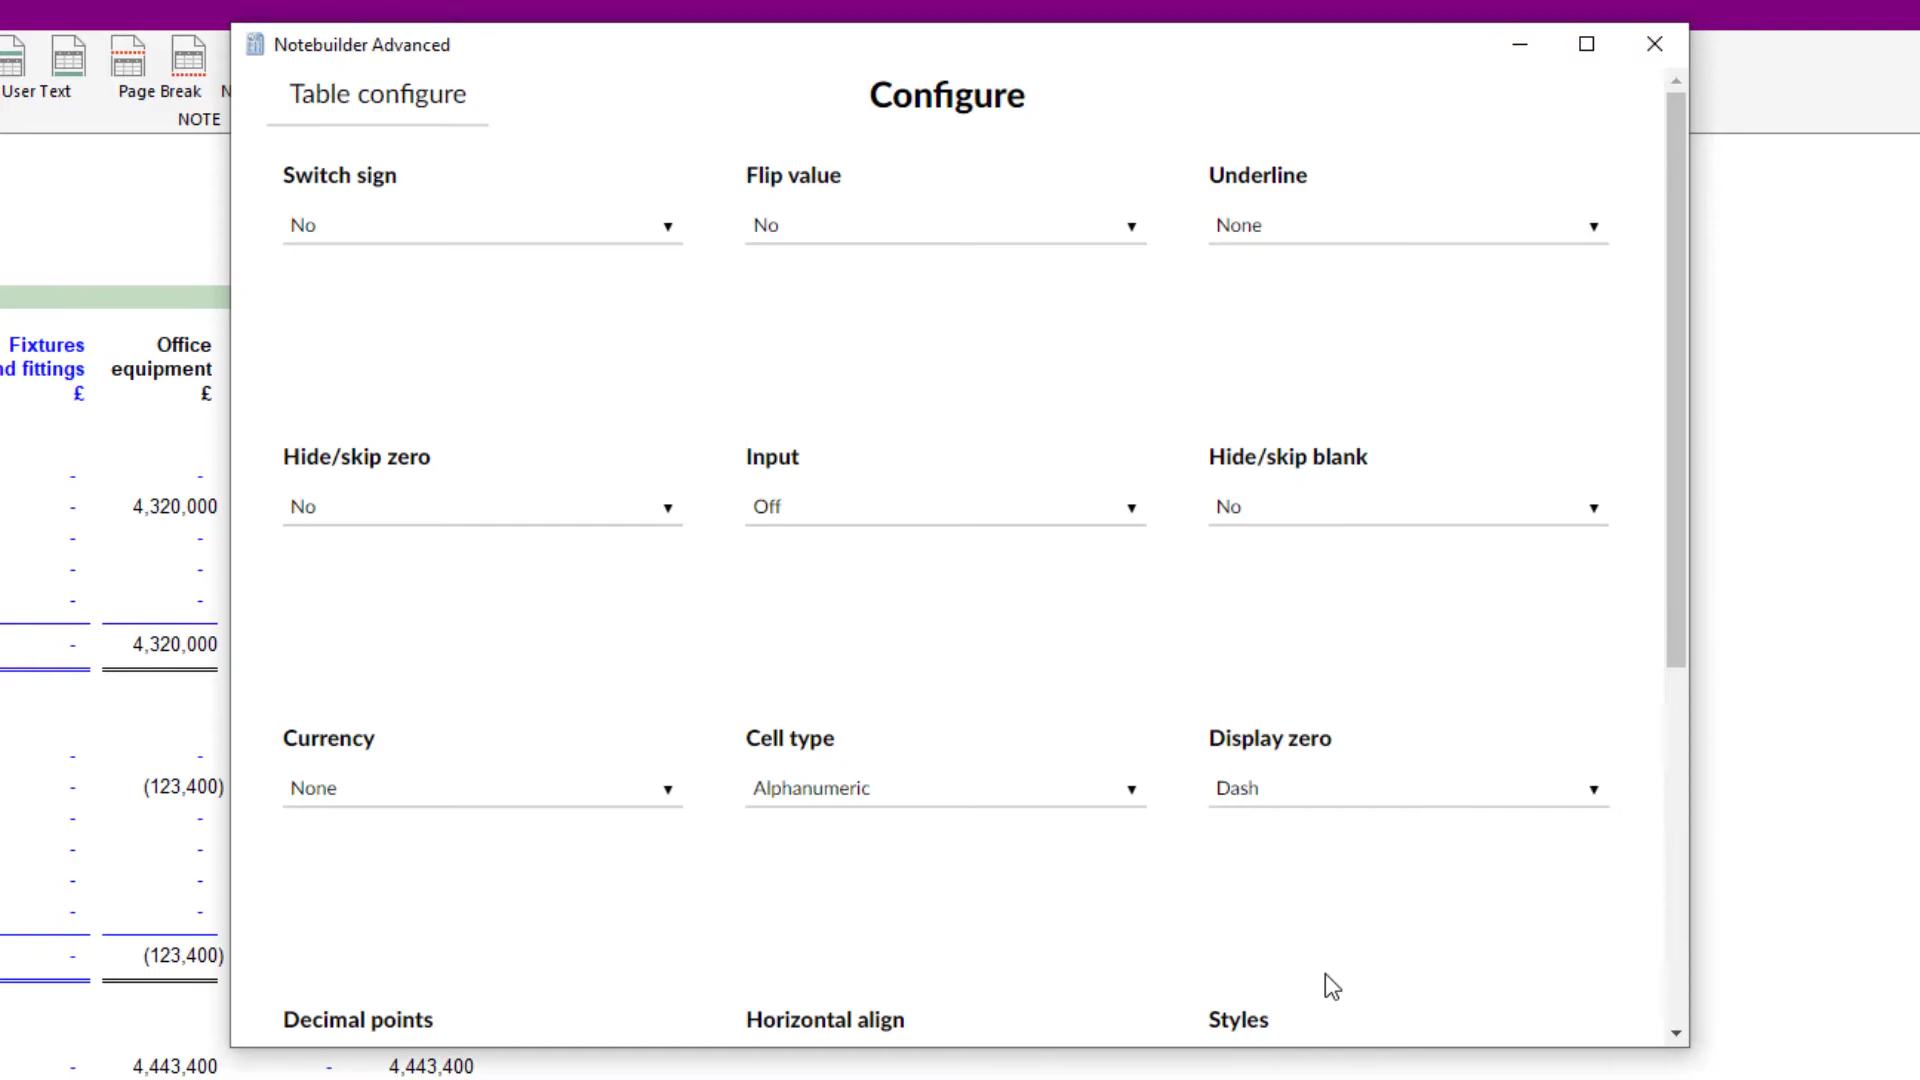 Notebuilder Advanced
User Text
Page Break
NOTE
Table configure
Configure
Switch sign
Flip value
Underline
No
No
None
Fixtures
Office
nd fittings
equipment
£
£
Hide/skip zero
Input
Hide/skip blank
No
Off
No
- -
- 4,320,000
- -
- -
- -
- 4,320,000
Currency
Cell type
Display zero
None
Alphanumeric
Dash
- -
- (123,400)
- -
- -
- -
- -
- (123,400)
Decimal points
Horizontal align
Styles
- 4,443,400 - 4,443,400